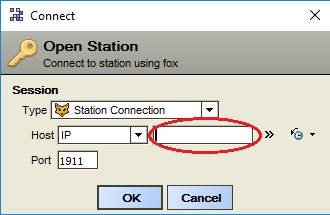 Connect
Open Station
Connect to station using fox
Session
Type Station Connection
Host IP
Port 1911
OK Cancel